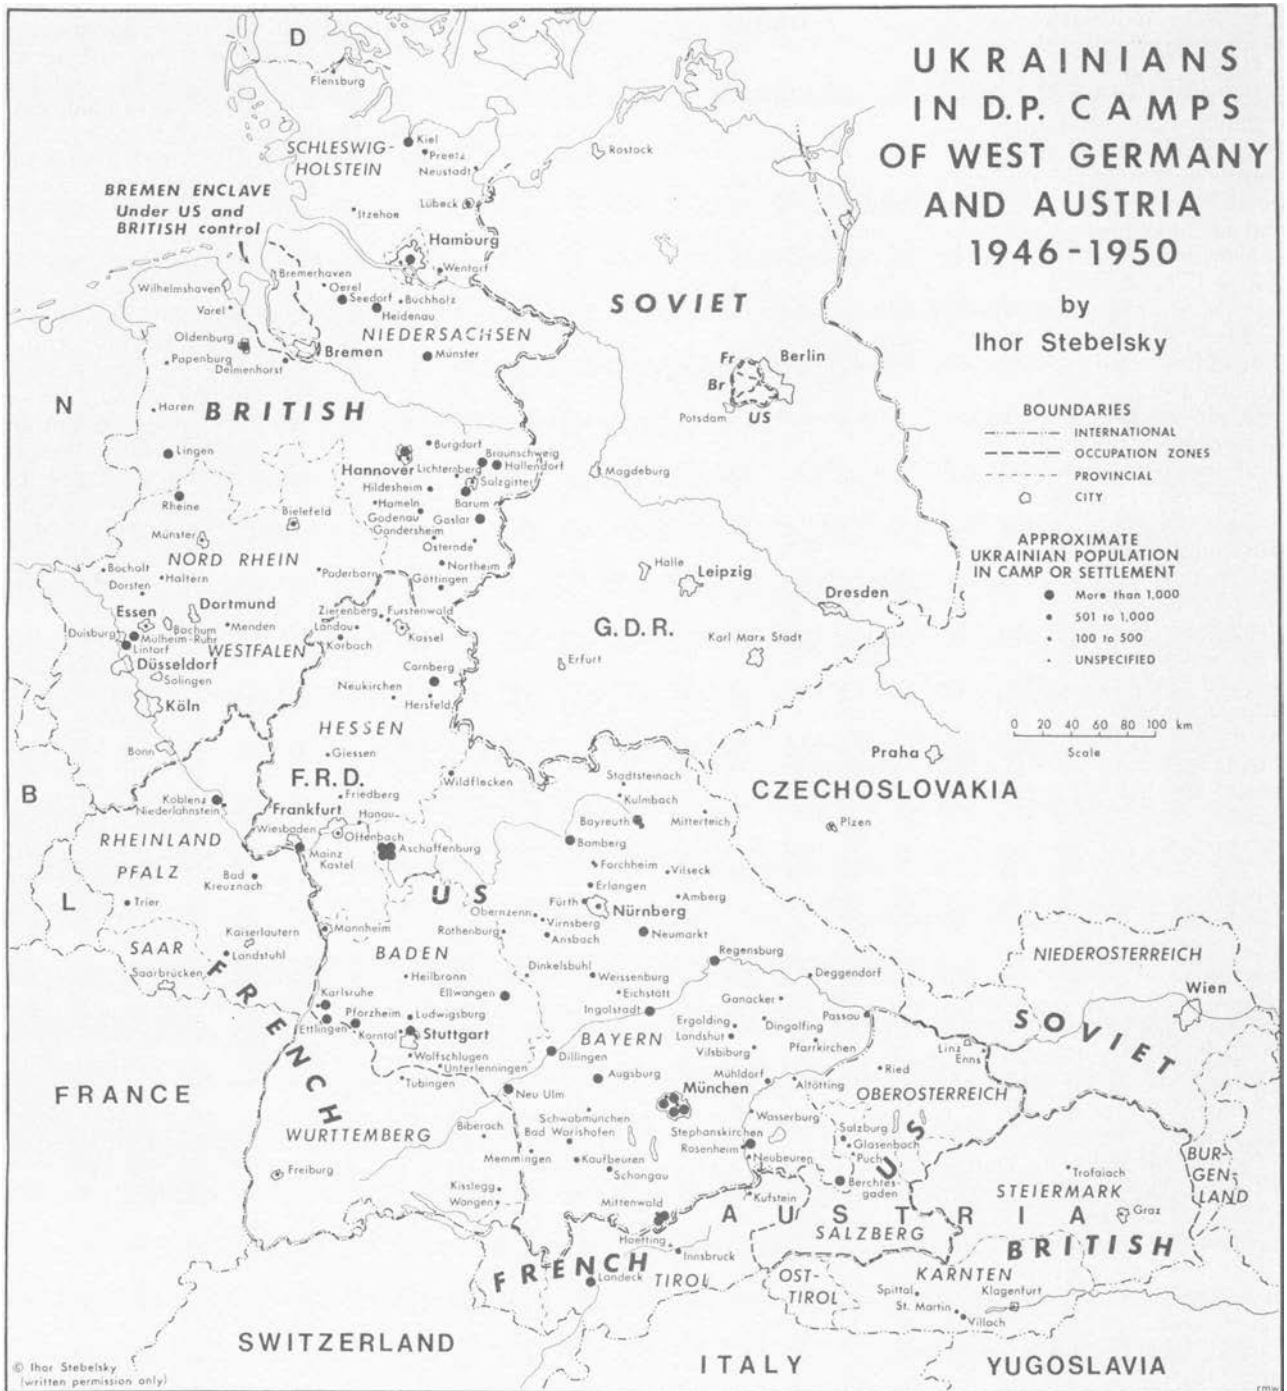 UKRAINIANS
IN D.P. CAMPS
OF WEST GERMANY
AND AUSTRIA
1946-1950
by
Ihor Stebelsky
BOUNDARIES
INTERNATIONAL
OCCUPATION ZONES
PROVINCIAL
CITY
APPROXIMATE
UKRAINIAN POPULATION
IN CAMP OR SETTLEMENT
More than 1,000
501 to 1,000
100 to 500
UNSPECIFIED
0 20 40 60 80 100 km
Scale
D
Flensburg
Kiel
SCHLESWIG-
HOLSTEIN
Preetz
Neustadt
Rostock
BREMEN ENCLAVE
Under US and
BRITISH control
Itzehoe
Lübeck
Hamburg
Wentorf
Bremerhaven
Wilhelmshaven
Oerel
Seedorf
Buchholz
Varel
Heidenau
SOVIET
NIEDERSACHSEN
Oldenburg
Bremen
Münster
Papenburg
Delmenhorst
Fr
Berlin
Br
Potsdam
US
N
Haren
BRITISH
Lingen
Burgdorf
Braunschweig
Hannover
Lichtenberg
Hallendorf
Magdeburg
Hildesheim
Salzgitter
Rheine
Hameln
Barum
Bielefeld
Godenau
Goslar
Gandersheim
Münster
Osternde
NORD RHEIN
Northeim
Bocholt
Haltern
Paderborn
Göttingen
Dorsten
Halle
Leipzig
Essen
Dortmund
Zierenberg
Furstenwald
Dresden
Duisburg
Bochum
Menden
Landau
Kassel
Mulheim-Ruhr
Lintorf
WESTFALEN
Korbach
G.D.R.
Karl Marx Stadt
Düsseldorf
Erfurt
Solingen
Cornberg
Neukirchen
Köln
Hersfeld
HESSEN
Bonn
Giessen
Praha
F.R.D.
Wildflecken
Stadtsteinach
B
Friedberg
Kulmbach
CZECHOSLOVAKIA
Koblenz
Niederlahnstein
Frankfurt
Hanau
Bayreuth
Mitterteich
Plzen
Wiesbaden
Offenbach
RHEINLAND
Mainz
Kastel
Aschaffenburg
Bamberg
PFALZ
Bad
Kreuznach
Forchheim
Vilseck
US
Erlangen
L
Trier
Fürth
Amberg
Obernzenn
Nürnberg
Virnsberg
Kaiserlautern
Mannheim
Rothenburg
Ansbach
Neumarkt
SAAR
Landstuhl
BADEN
NIEDEROSTERREICH
Saarbrücken
Regensburg
Heilbronn
Dinkelsbuhl
Weissenburg
Deggendorf
FRENCH
Ellwangen
Eichstatt
Wien
Karlsruhe
Ganacker
Pforzheim
Ludwigsburg
Ingolstadt
Passau
Ettlingen
Korntal
Stuttgart
Ergolding
Dingolfing
SOVIET
BAYERN
Landshut
Vilsbiburg
Pfarrkirchen
Linz
Enns
Wolfschlugen
Dillingen
Unterlenningen
Mühldorf
Ried
Tubingen
Augsburg
Altötting
FRANCE
Neu Ulm
München
OBEROSTERREICH
Schwabmünchen
Wasserburg
WURTTEMBERG
Biberach
Bad Worishofen
Stephanskirchen
Salzburg
Glasenbach
US
Memmingen
Kaufbeuren
Rosenheim
Puch
BUR-
GEN-
LAND
Neubeuren
Freiburg
Schongau
Trofaiach
Kisslegg
Berchtes-
gaden
Wangen
Mittenwald
Kufstein
STEIERMARK
AUSTRIA
Graz
Hoetting
SALZBERG
Innsbruck
BRITISH
FRENCH
TIROL
OST-
TIROL
KARNTEN
Landeck
Spittal
Klagenfurt
St. Martin
Villach
SWITZERLAND
ITALY
YUGOSLAVIA
© Ihor Stebelsky
(written permission only)